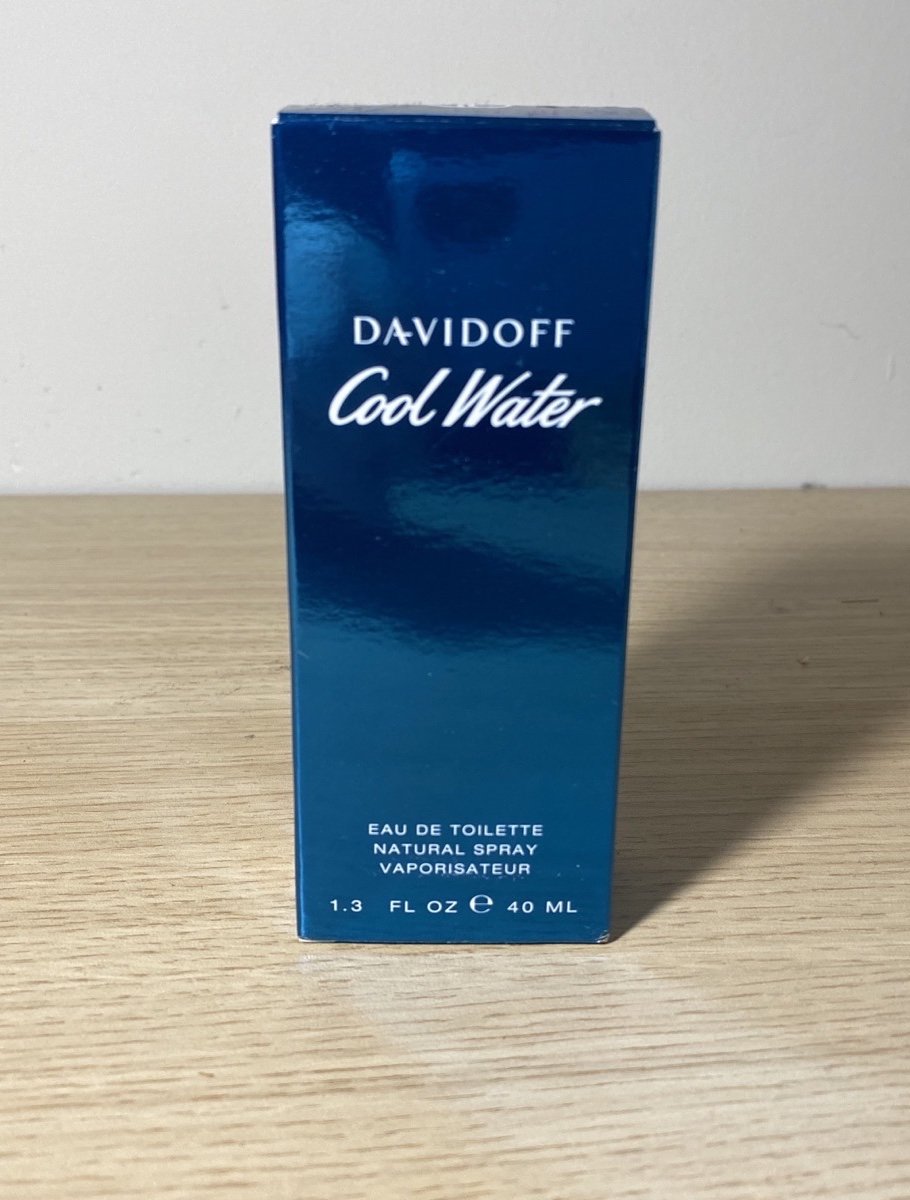 DAVIDOFF
Cool Water
EAU DE TOILETTE
NATURAL SPRAY
VAPORISATEUR
1.3 FL OZ ℮ 40 ML